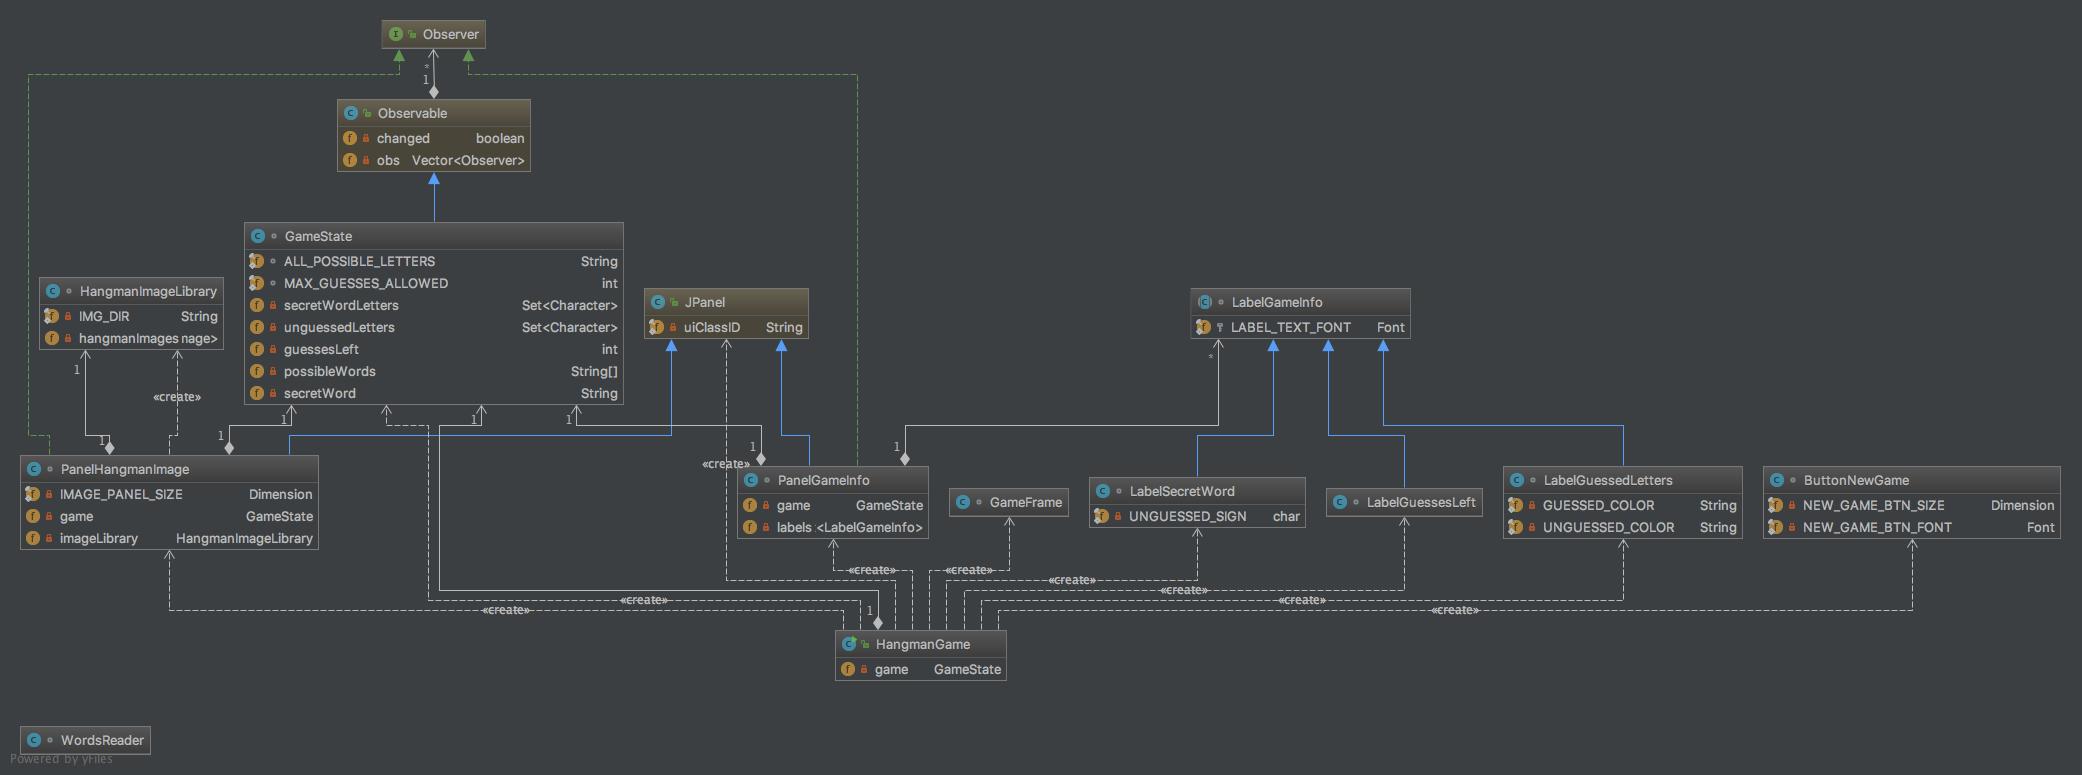 Observer
*
1
Observable
changed boolean
obs Vector<Observer>
GameState
ALL_POSSIBLE_LETTERS String
MAX_GUESSES_ALLOWED int
secretWordLetters Set<Character>
unguessedLetters Set<Character>
guessesLeft int
possibleWords String[]
secretWord String
HangmanImageLibrary
IMG_DIR String
hangmanImages nage>
JPanel
uiClassID String
LabelGameInfo
LABEL_TEXT_FONT Font
*
1
«create»
1
1
1
1
1
1
1
1
«create»
PanelHangmanImage
IMAGE_PANEL_SIZE Dimension
game GameState
imageLibrary HangmanImageLibrary
PanelGameInfo
game GameState
labels <LabelGameInfo>
GameFrame
LabelSecretWord
UNGUESSED_SIGN char
LabelGuessesLeft
LabelGuessedLetters
GUESSED_COLOR String
UNGUESSED_COLOR String
ButtonNewGame
NEW_GAME_BTN_SIZE Dimension
NEW_GAME_BTN_FONT Font
«create»
«create»
«create»
«create»
«create»
«create»
«create»
«create»
1
HangmanGame
game GameState
WordsReader
Powered by yFiles